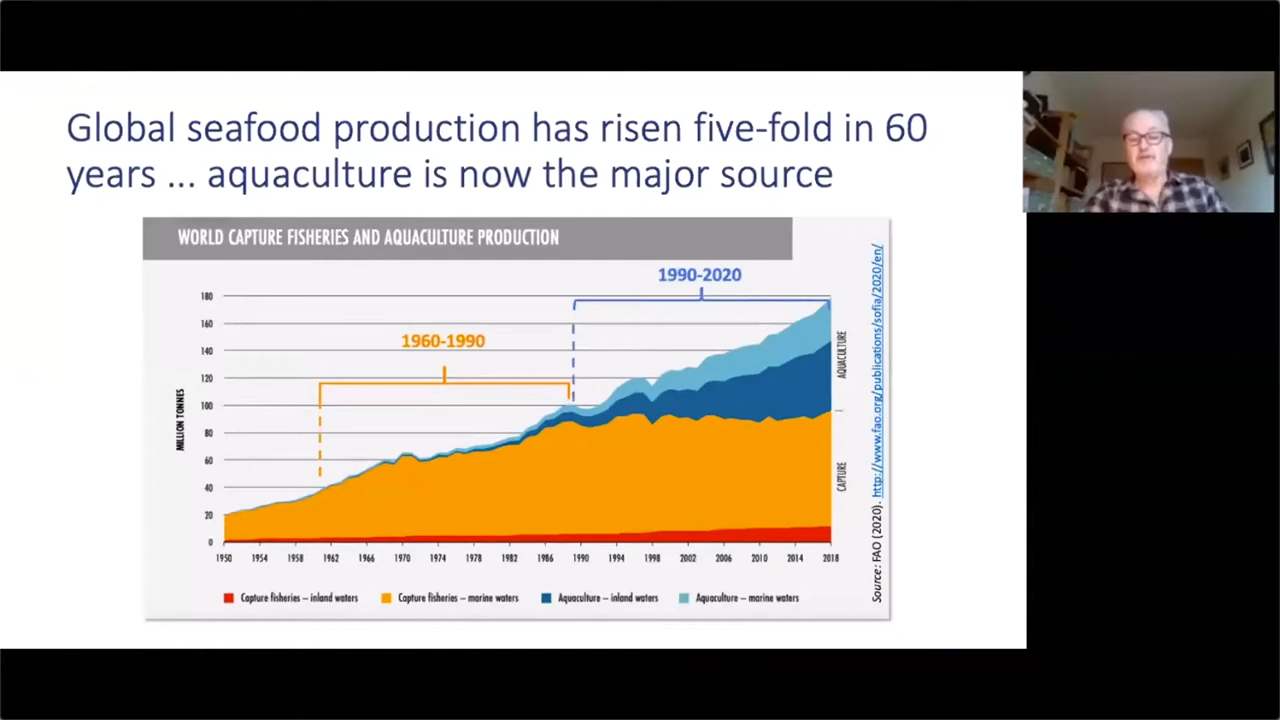 Global seafood production has risen five-fold in 60
years ... aquaculture is now the major source
WORLD CAPTURE FISHERIES AND AQUACULTURE PRODUCTION
1990-2020
1960-1990
MILLION TONNES
180
160
140
120
100
80
60
40
20
0
1950 1954 1958 1962 1966 1970 1974 1978 1982 1986 1990 1994 1998 2002 2006 2010 2014 2018
AQUACULTURE
CAPTURE
Capture fisheries – inland waters Capture fisheries – marine waters Aquaculture – inland waters Aquaculture – marine waters
Source: FAO (2020). http://www.fao.org/publications/sofia/2020/en/